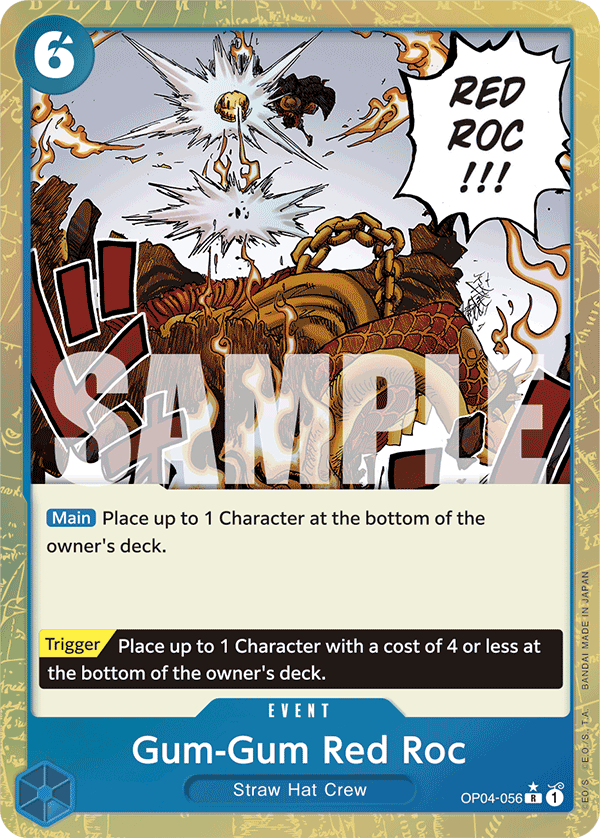 6
RED
ROC
!!!
SAMPLE
Main Place up to 1 Character at the bottom of the
owner's deck.
Trigger Place up to 1 Character with a cost of 4 or less at
the bottom of the owner's deck.
EVENT
Gum-Gum Red Roc
Straw Hat Crew
OP04-056 R 1
©E.O./S. ©E.O./S., T.A. BANDAI MADE IN JAPAN